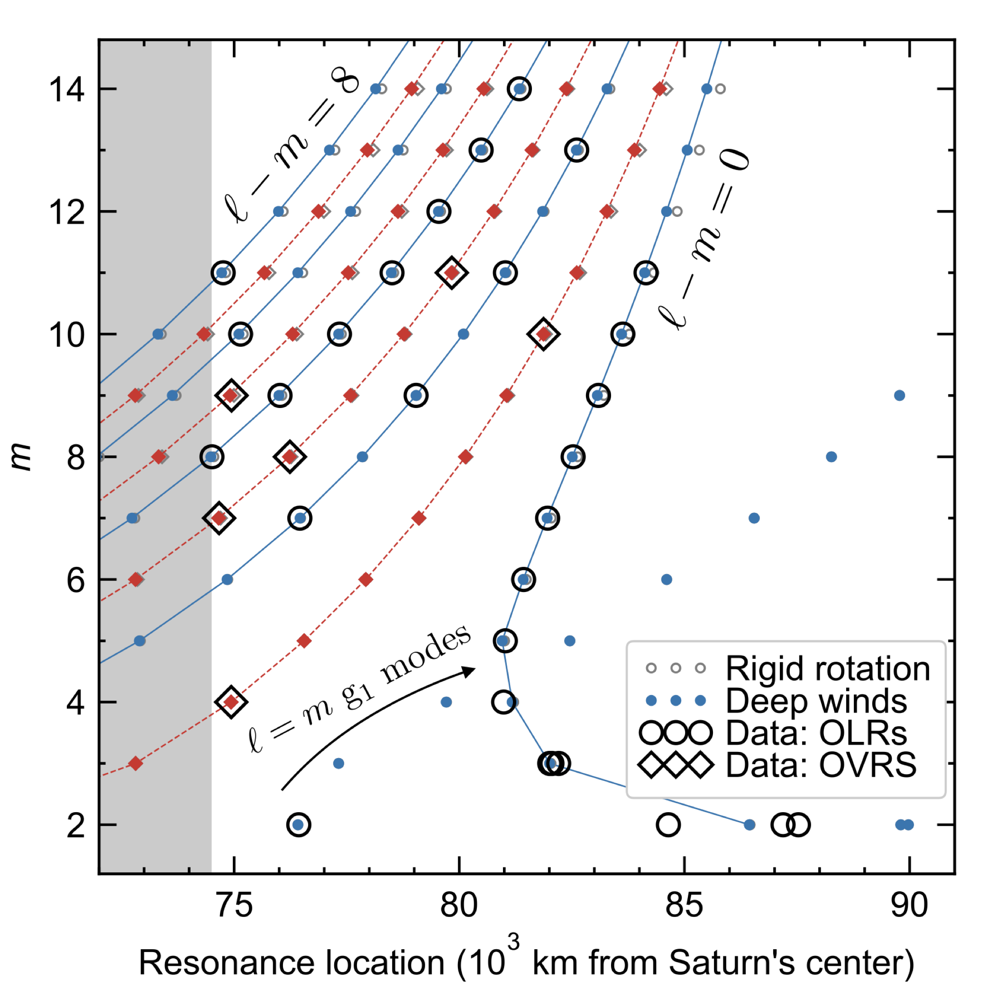 14
12
10
8
6
4
2
m
ℓ − m = 8
ℓ − m = 0
ℓ = m g₁ modes
Rigid rotation
Deep winds
Data: OLRs
Data: OVRS
75 80 85 90
Resonance location (10³ km from Saturn's center)